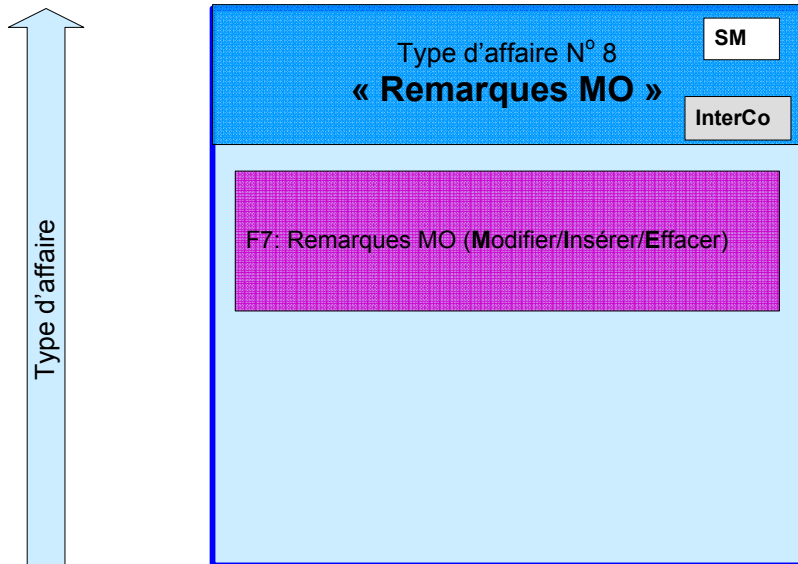 Type d'affaire
Type d'affaire N° 8
« Remarques MO »
SM
InterCo
F7: Remarques MO (Modifier/Insérer/Effacer)